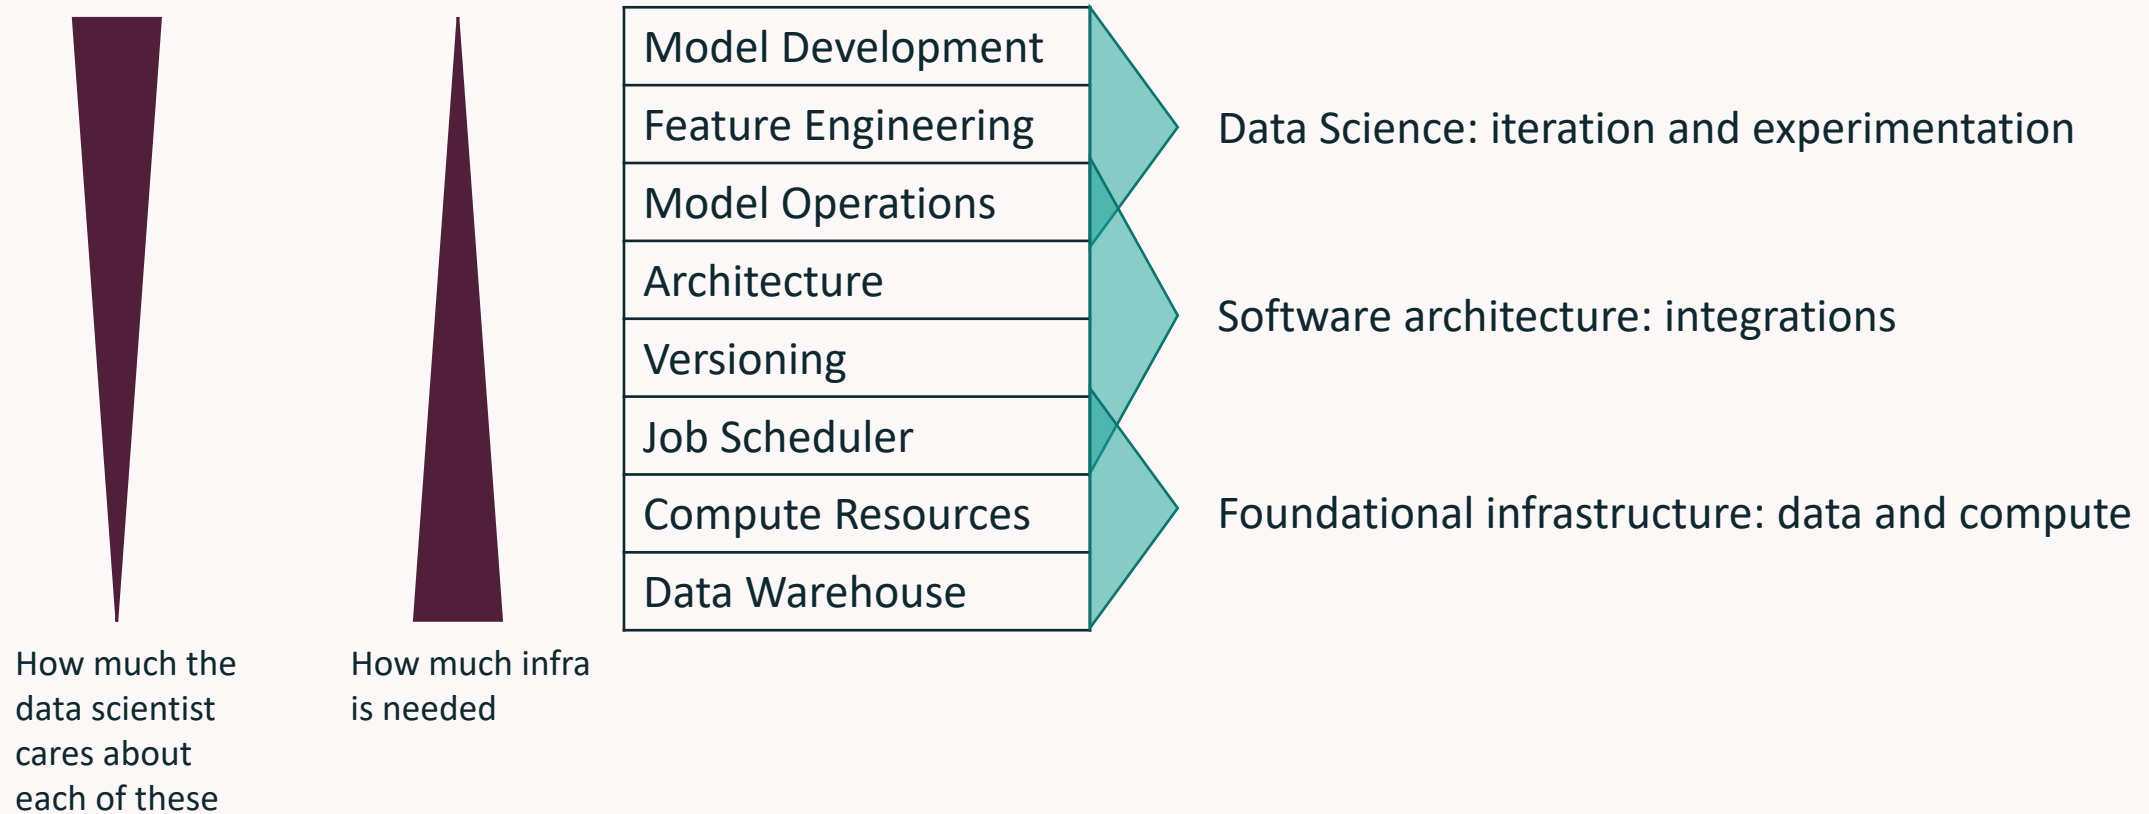 Model Development
Feature Engineering
Model Operations
Architecture
Versioning
Job Scheduler
Compute Resources
Data Warehouse
Data Science: iteration and experimentation
Software architecture: integrations
Foundational infrastructure: data and compute
How much the
data scientist
cares about
each of these
How much infra
is needed